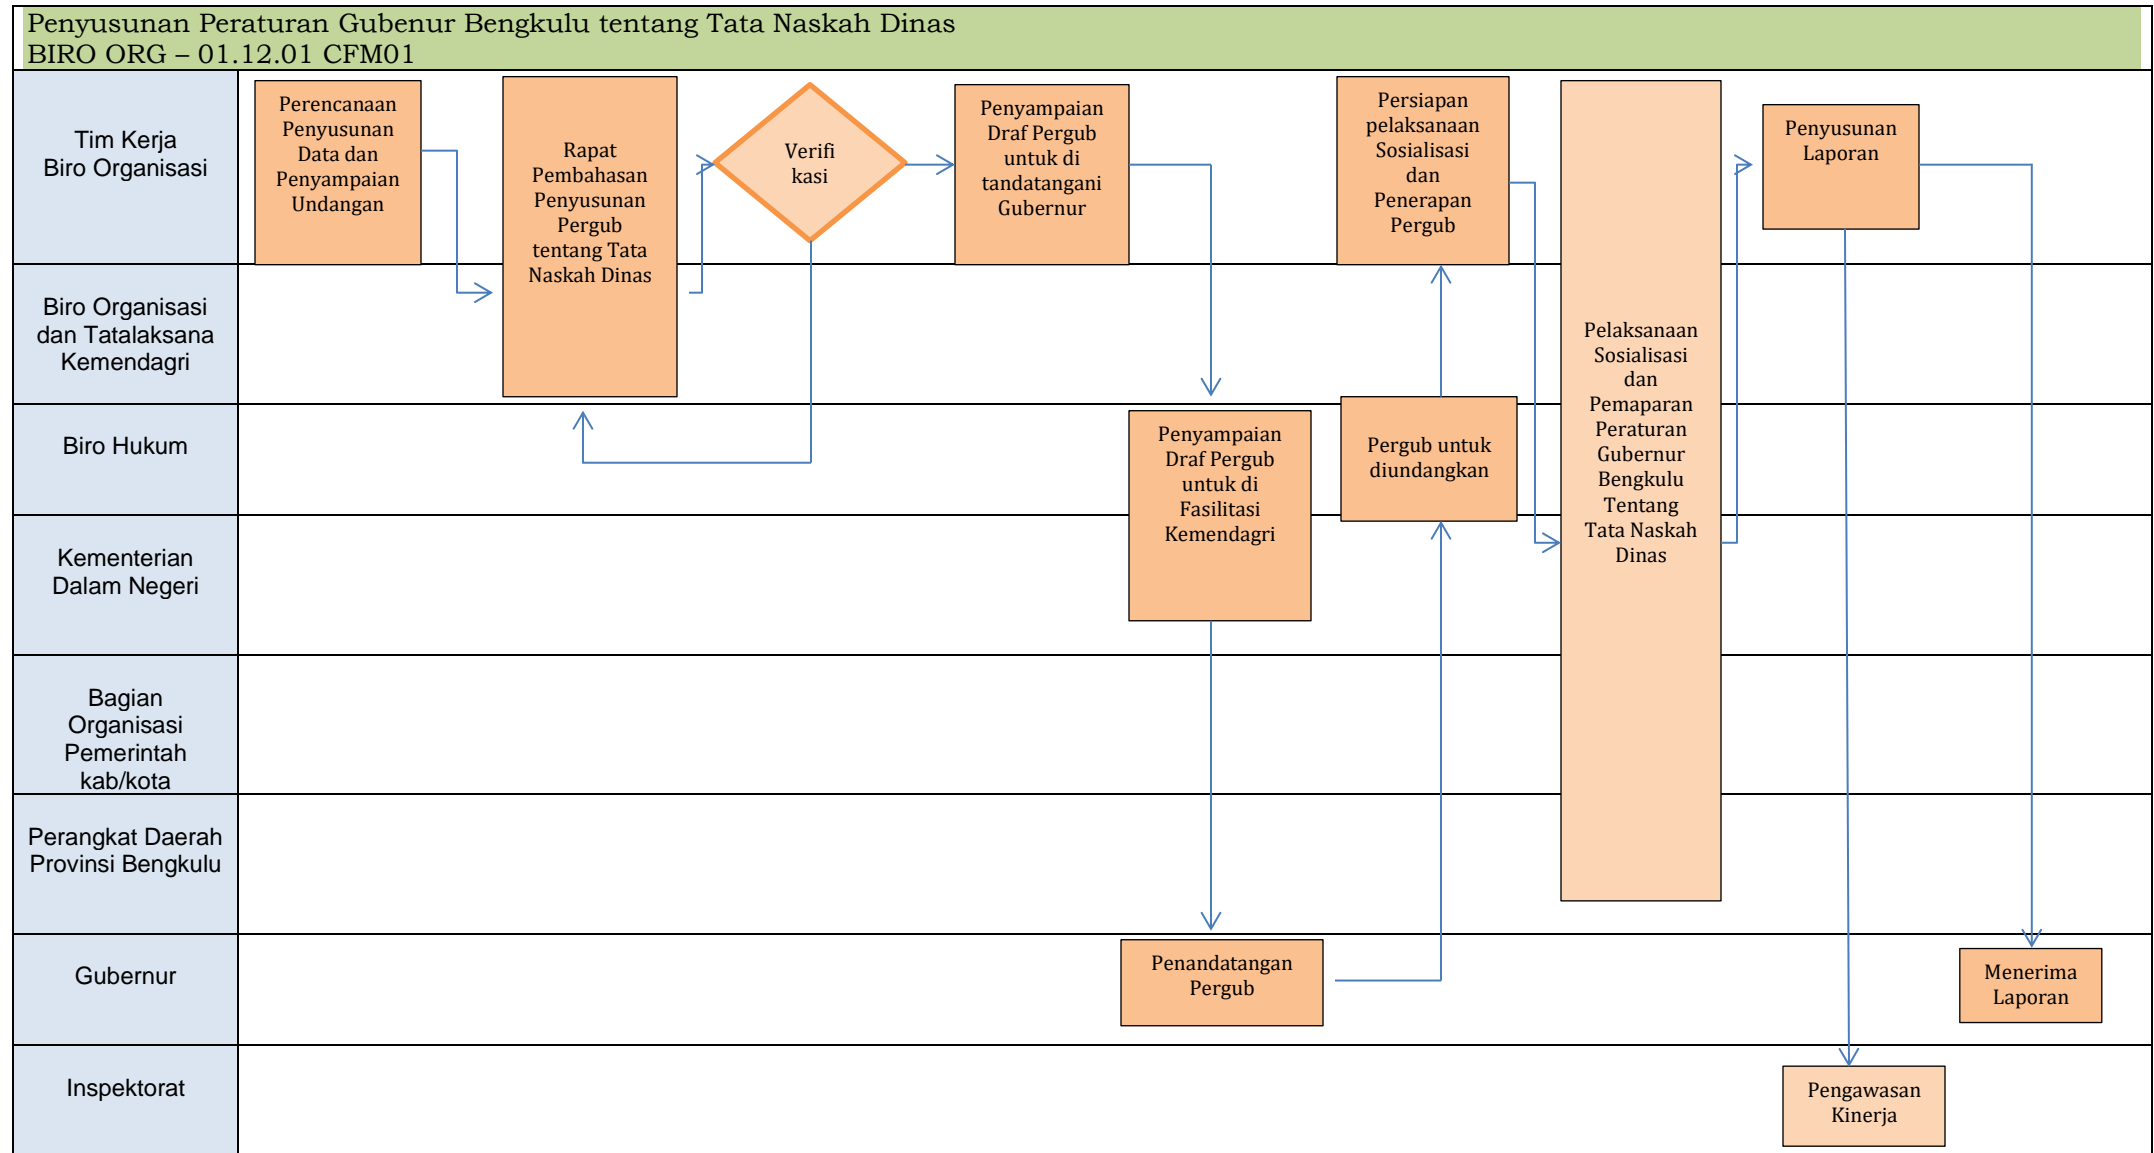 Penyusunan Peraturan Gubenur Bengkulu tentang Tata Naskah Dinas
BIRO ORG – 01.12.01 CFM01
Tim Kerja
Biro Organisasi
Perencanaan
Penyusunan
Data dan
Penyampaian
Undangan
Rapat
Pembahasan
Penyusunan
Pergub
tentang Tata
Naskah Dinas
Verifi
kasi
Penyampaian
Draf Pergub
untuk di
tandatangani
Gubernur
Persiapan
pelaksanaan
Sosialisasi
dan
Penerapan
Pergub
Pelaksanaan
Sosialisasi
dan
Pemaparan
Peraturan
Gubernur
Bengkulu
Tentang
Tata Naskah
Dinas
Penyusunan
Laporan
Biro Organisasi
dan Tatalaksana
Kemendagri
Biro Hukum
Penyampaian
Draf Pergub
untuk di
Fasilitasi
Kemendagri
Pergub untuk
diundangkan
Kementerian
Dalam Negeri
Bagian
Organisasi
Pemerintah
kab/kota
Perangkat Daerah
Provinsi Bengkulu
Gubernur
Penandatangan
Pergub
Menerima
Laporan
Inspektorat
Pengawasan
Kinerja